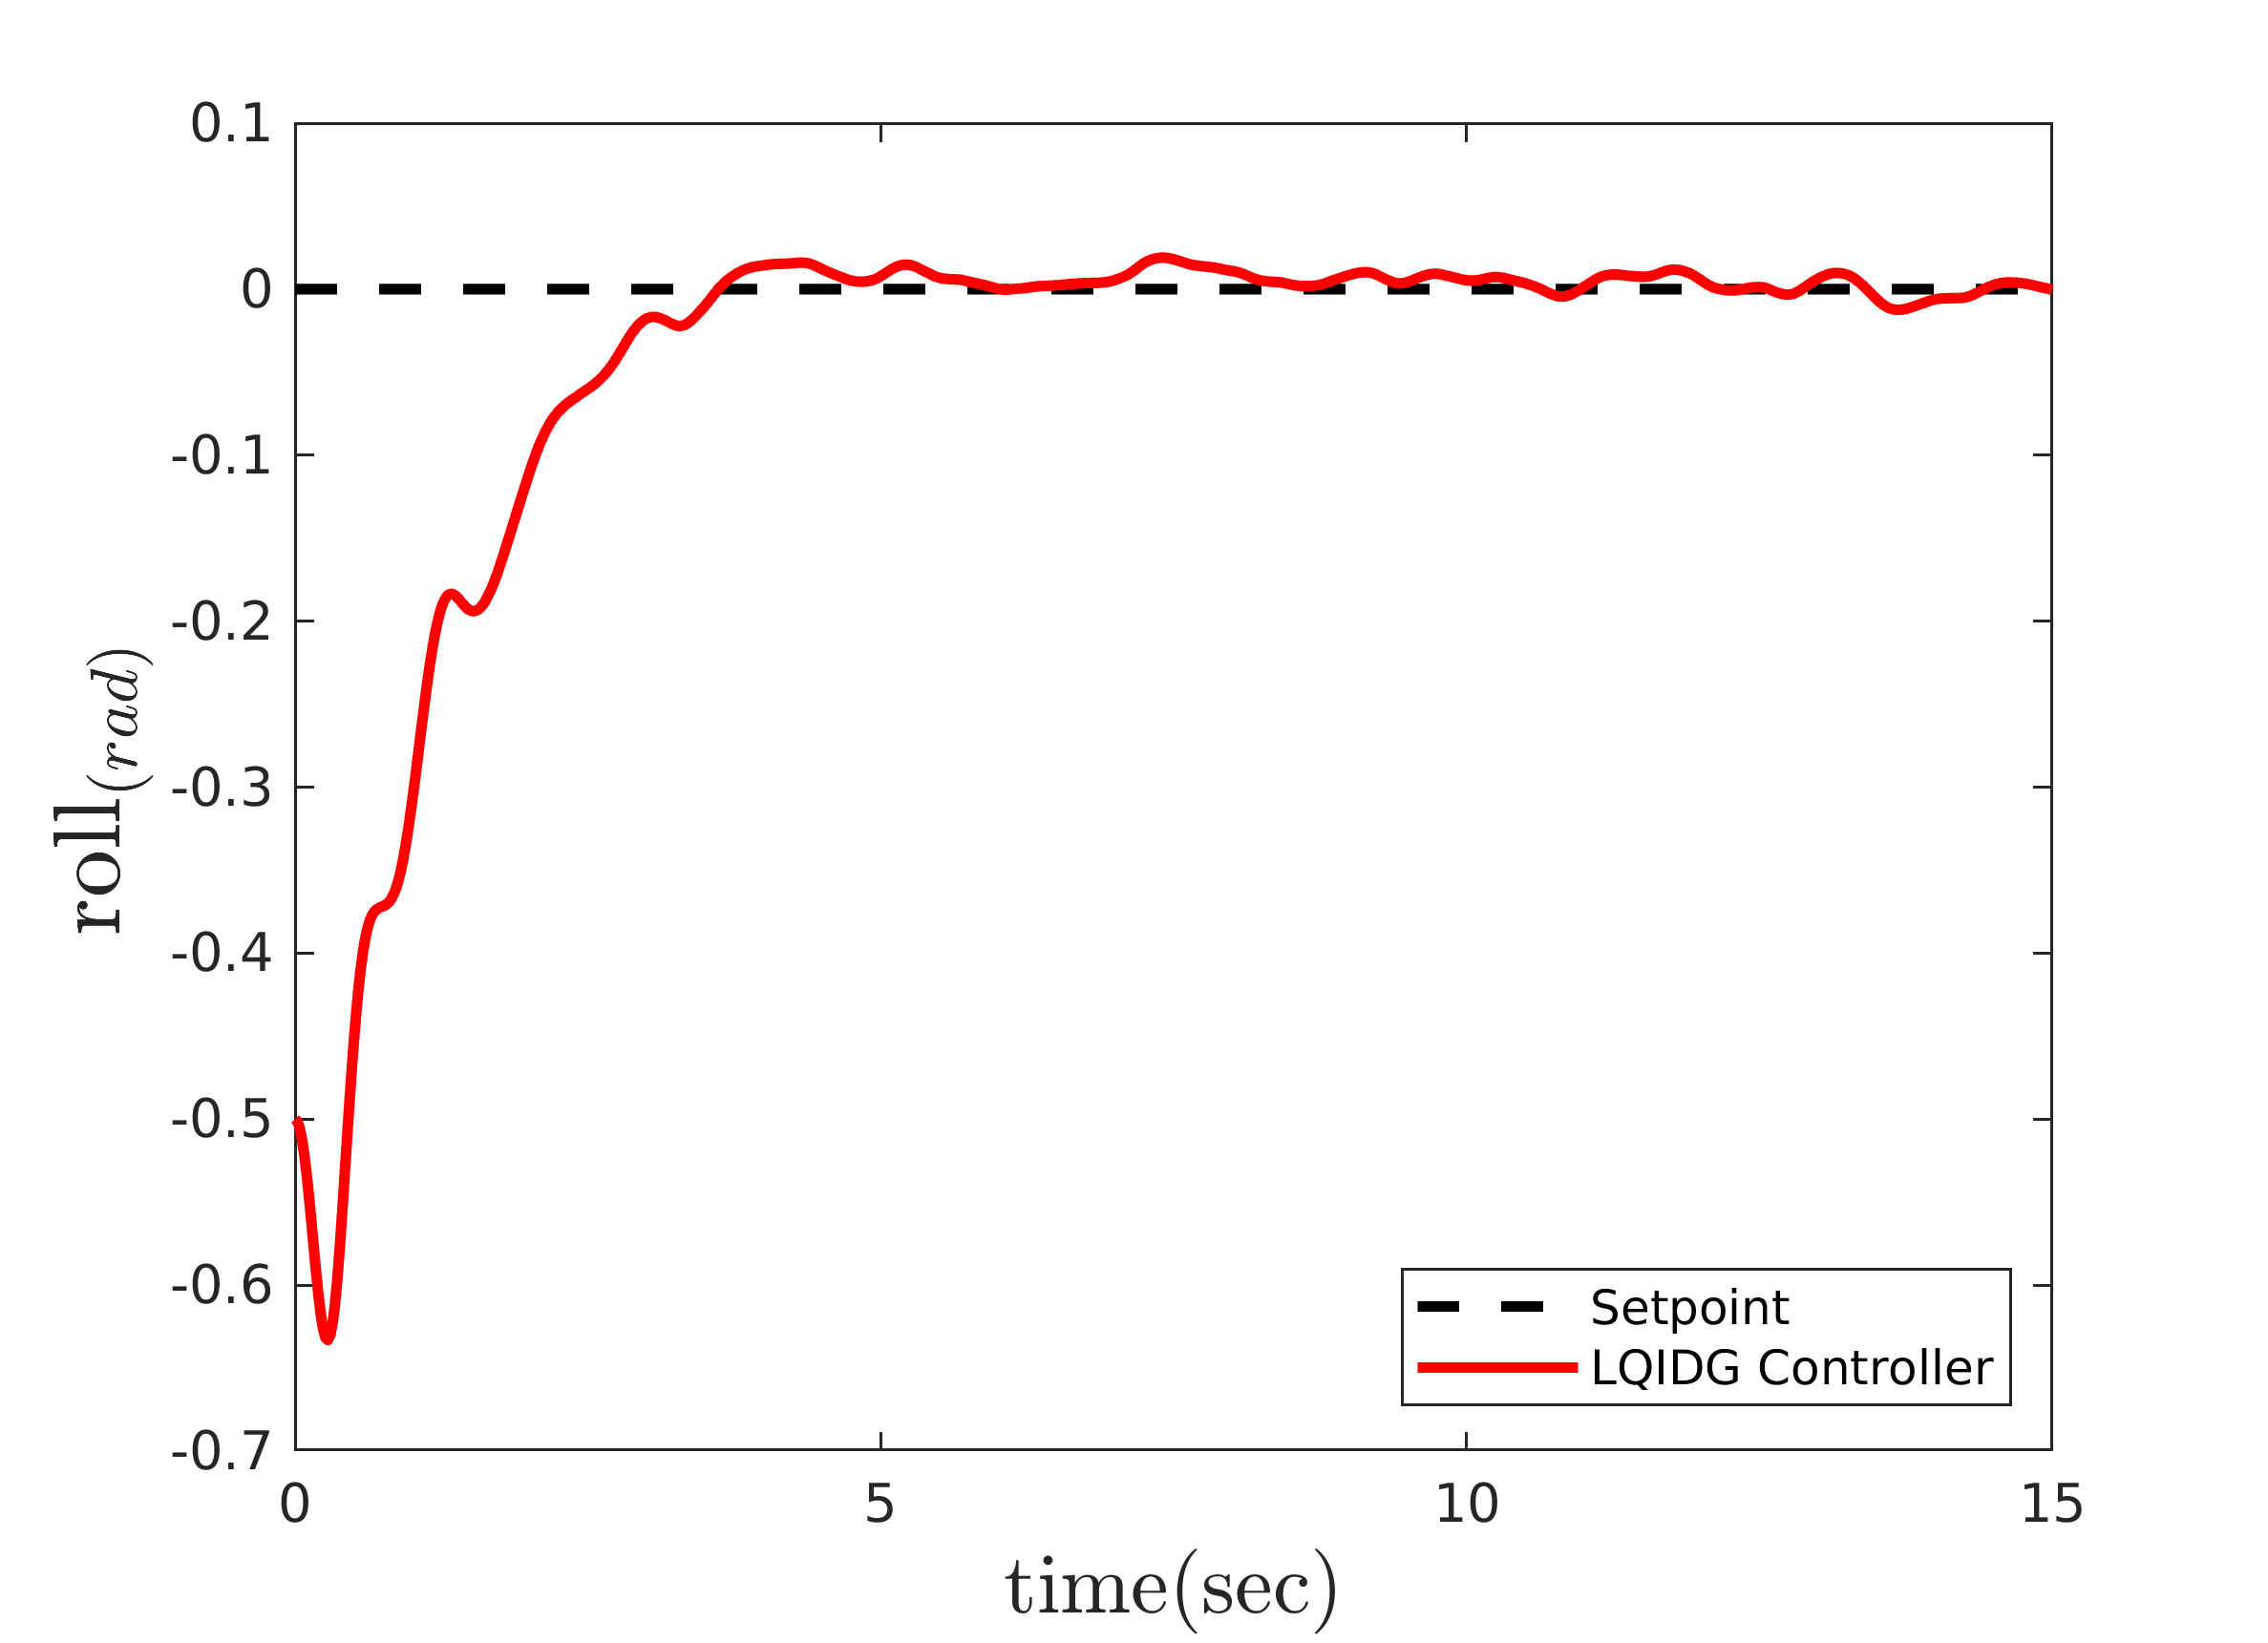 0.1
0
-0.1
-0.2
-0.3
-0.4
-0.5
-0.6
-0.7
roll(rad)
Setpoint
LQIDG Controller
0 5 10 15
time(sec)